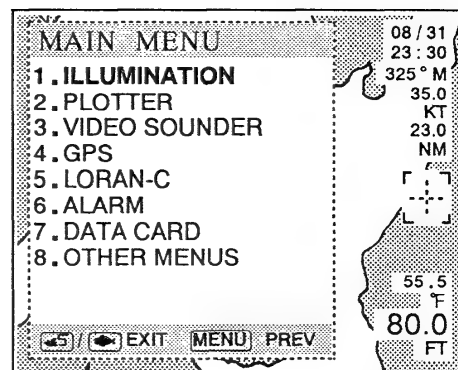 MAIN MENU
1.ILLUMINATION
2.PLOTTER
3.VIDEO SOUNDER
4.GPS
5.LORAN-C
6.ALARM
7.DATA CARD
8.OTHER MENUS
/ EXIT MENU PREV
08/31
23:30
325°M
35.0
KT
23.0
NM
55.5
°F
80.0
FT